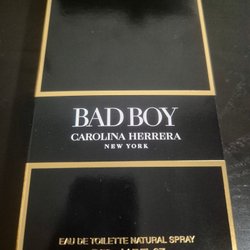 BAD BOY
CAROLINA HERRERA
NEW YORK
EAU DE TOILETTE NATURAL SPRAY